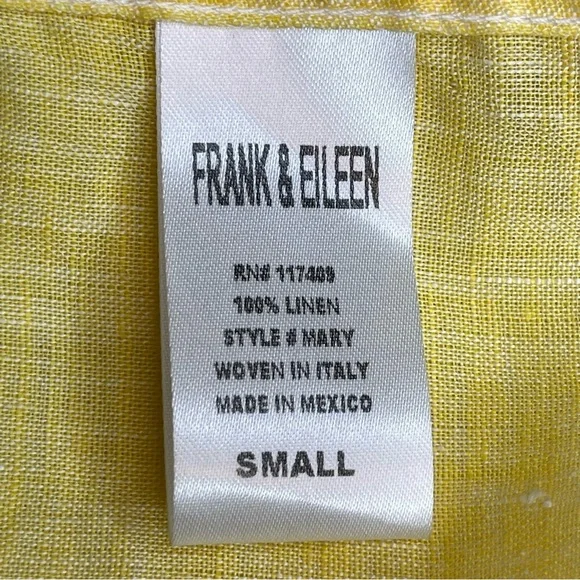 FRANK & EILEEN
RN# 117409
100% LINEN
STYLE # MARY
WOVEN IN ITALY
MADE IN MEXICO
SMALL